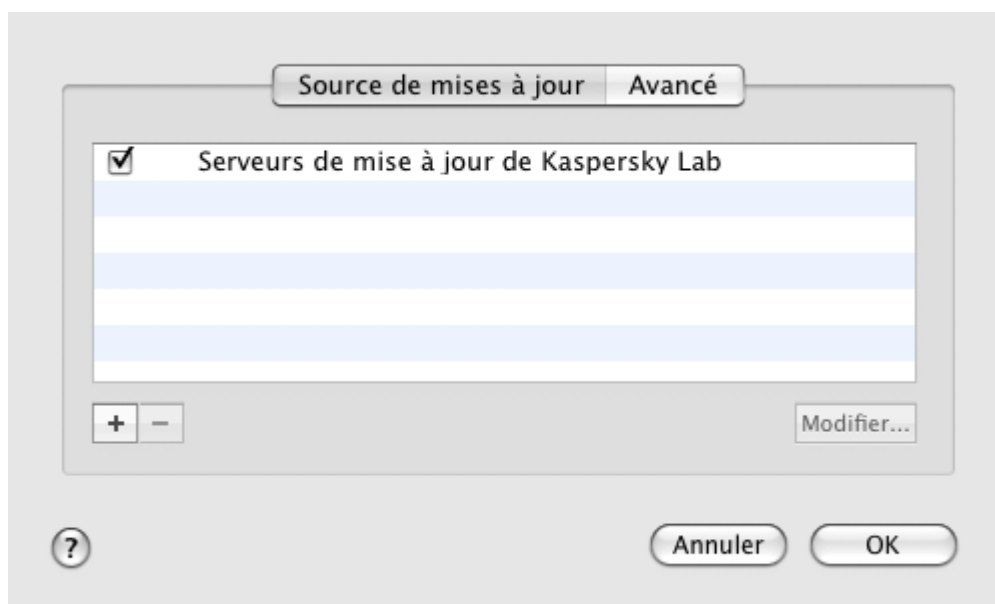 Source de mises à jour
Avancé
Serveurs de mise à jour de Kaspersky Lab
+
−
Modifier...
?
Annuler
OK